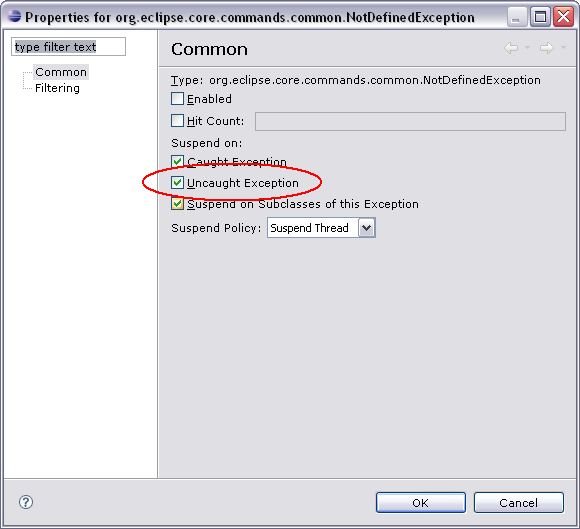 Properties for org.eclipse.core.commands.common.NotDefinedException
type filter text
Common
Filtering
Common
Type: org.eclipse.core.commands.common.NotDefinedException
Enabled
Hit Count:
Suspend on:
Caught Exception
Uncaught Exception
Suspend on Subclasses of this Exception
Suspend Policy: Suspend Thread
?
OK Cancel